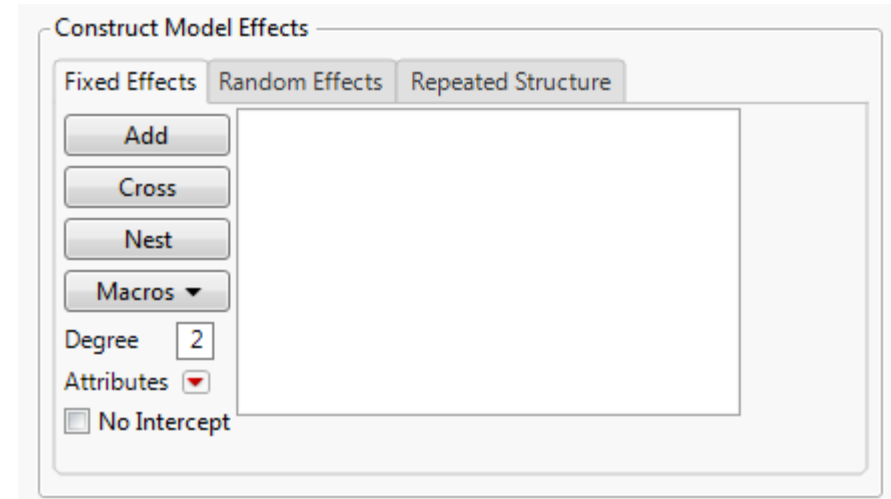 Construct Model Effects
Fixed Effects Random Effects Repeated Structure
Add
Cross
Nest
Macros
Degree 2
Attributes
No Intercept